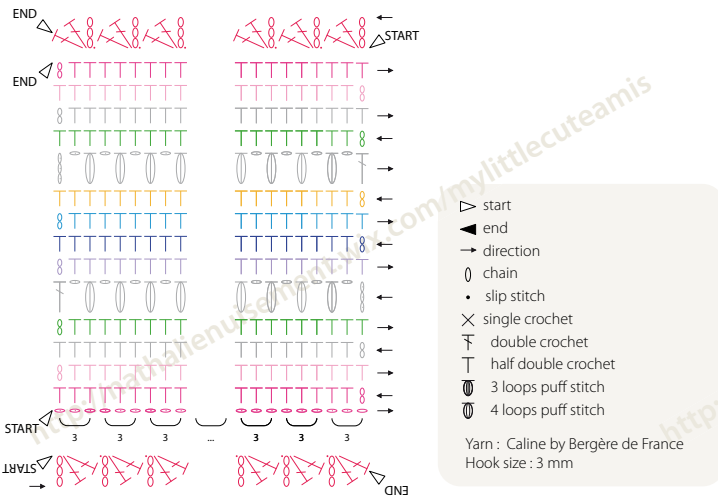 END
START
END
START
3 3 3 ... 3 3 3
START
END
start
end
direction
chain
slip stitch
single crochet
double crochet
half double crochet
3 loops puff stitch
4 loops puff stitch
Yarn : Caline by Bergère de France
Hook size : 3 mm
http://nathalienuisement.wix.com/mylittlecuteamis
http: